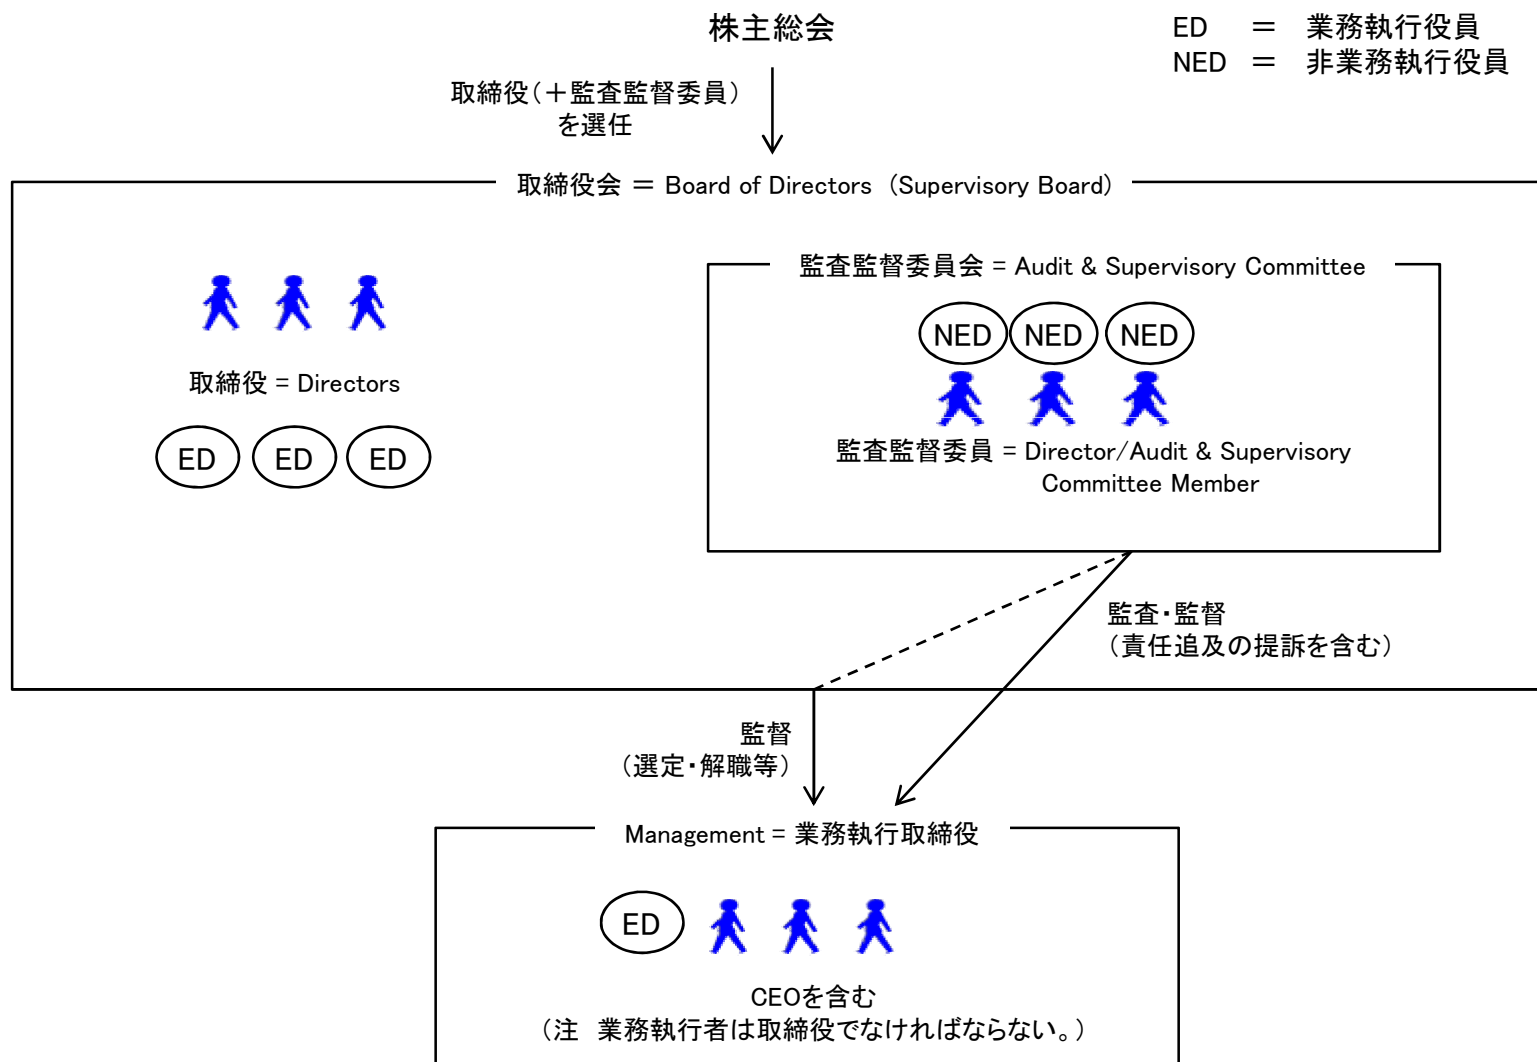 株主総会
ED ＝ 業務執行役員
NED ＝ 非業務執行役員
取締役（＋監査監督委員）
を選任
取締役会 ＝ Board of Directors （Supervisory Board）
監査監督委員会 = Audit & Supervisory Committee
NED NED NED
取締役 = Directors
ED ED ED
監査監督委員 = Director/Audit & Supervisory
Committee Member
監査・監督
（責任追及の提訴を含む）
監督
（選定・解職等）
Management = 業務執行取締役
ED
CEOを含む
（注　業務執行者は取締役でなければならない。）